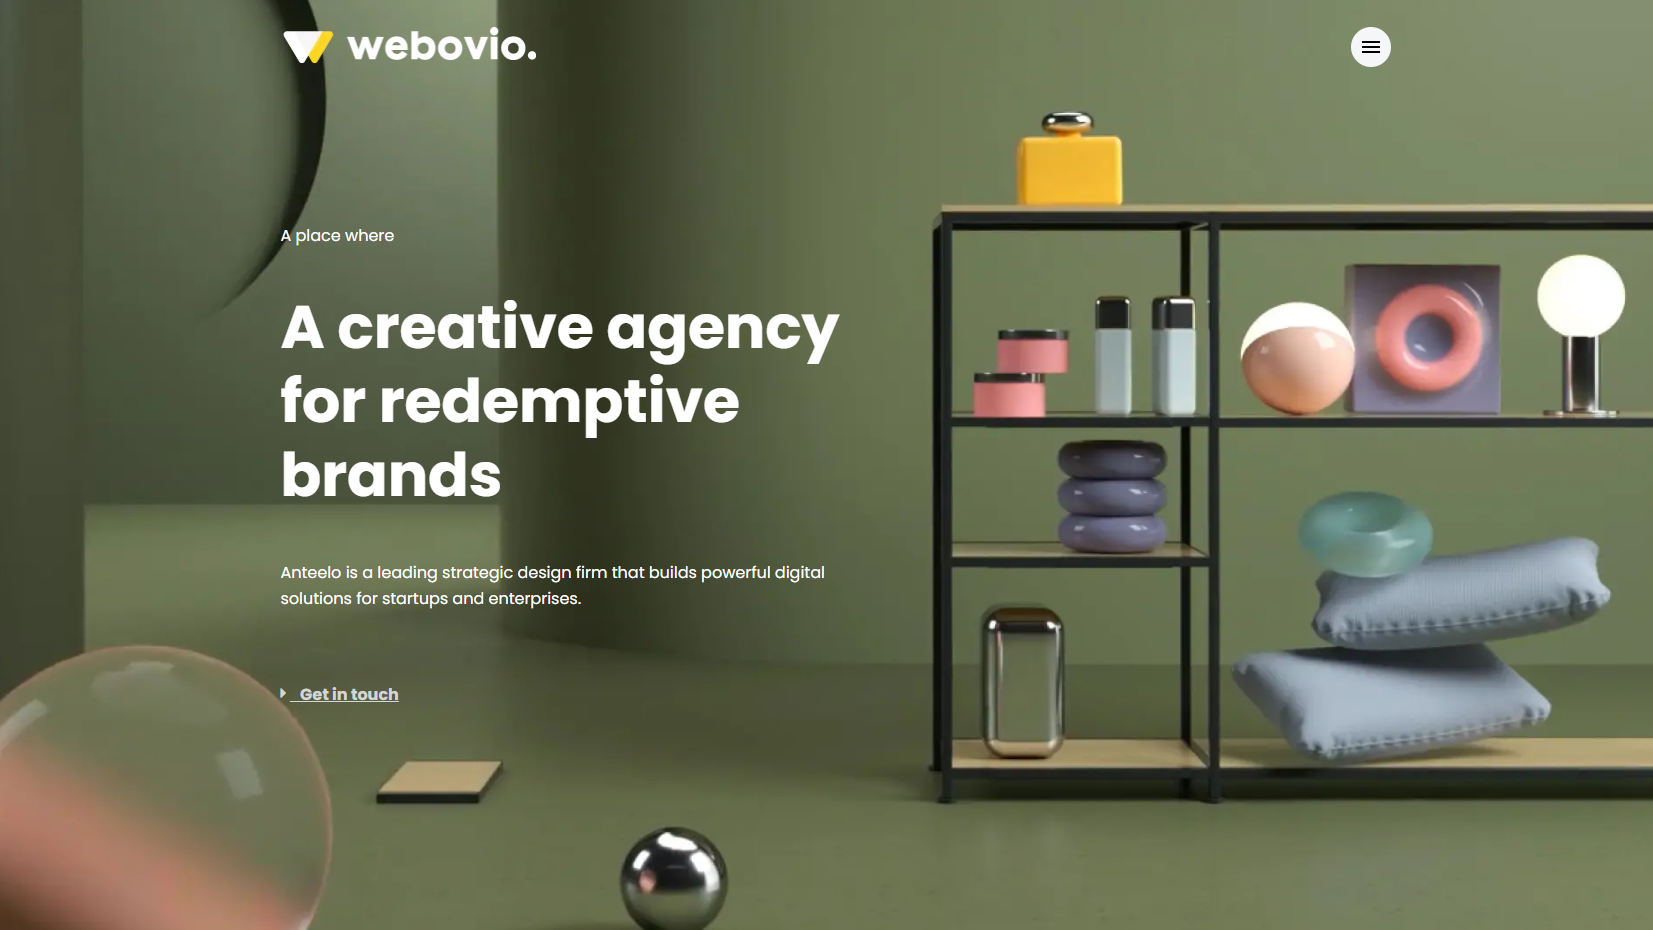 webovio.
A place where
A creative agency
for redemptive
brands
Anteelo is a leading strategic design firm that builds powerful digital
solutions for startups and enterprises.
Get in touch